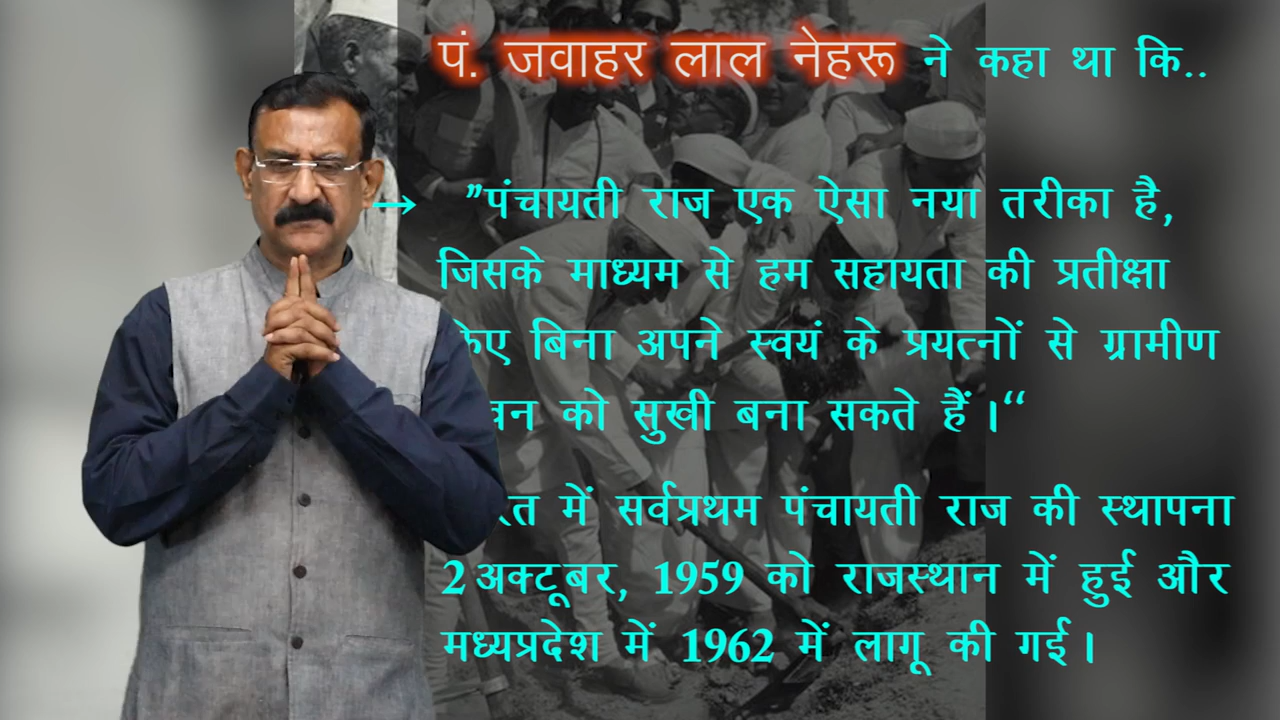 पं. जवाहर लाल नेहरू ने कहा था कि..
→ "पंचायती राज एक ऐसा नया तरीका है,
जिसके माध्यम से हम सहायता की प्रतीक्षा
बिना अपने स्वयं के प्रयत्नों से ग्रामीण
को सुखी बना सकते हैं।“
में सर्वप्रथम पंचायती राज की स्थापना
2 अक्टूबर, 1959 को राजस्थान में हुई और
मध्यप्रदेश में 1962 में लागू की गई।